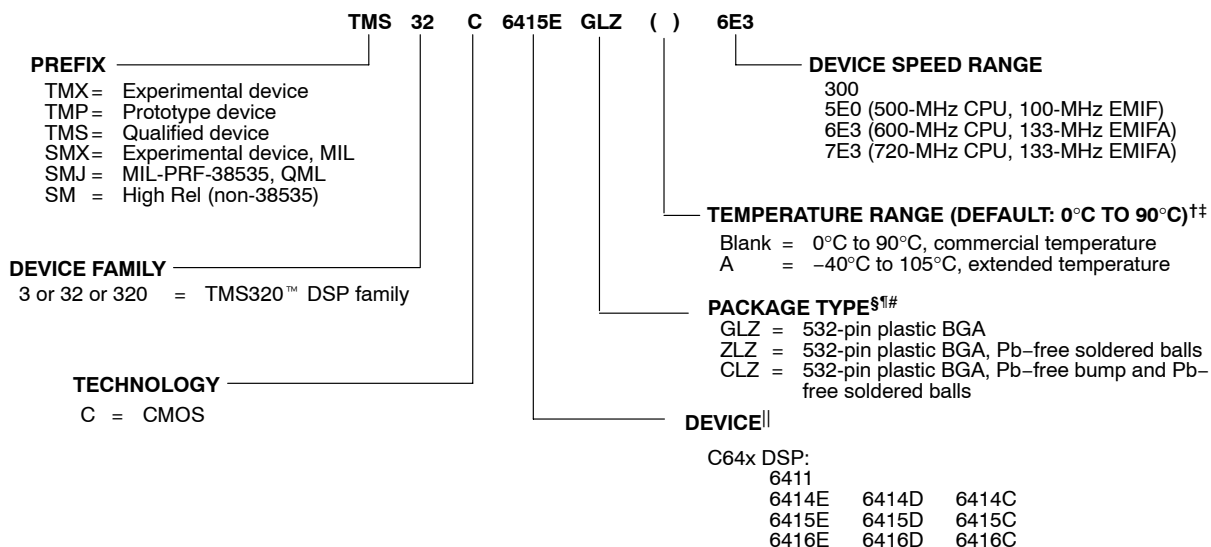 TMS 32 C 6415E GLZ ( ) 6E3
PREFIX
TMX = Experimental device
TMP = Prototype device
TMS = Qualified device
SMX = Experimental device, MIL
SMJ = MIL-PRF-38535, QML
SM = High Rel (non-38535)
DEVICE SPEED RANGE
300
5E0 (500-MHz CPU, 100-MHz EMIF)
6E3 (600-MHz CPU, 133-MHz EMIFA)
7E3 (720-MHz CPU, 133-MHz EMIFA)
TEMPERATURE RANGE (DEFAULT: 0°C TO 90°C)†‡
Blank = 0°C to 90°C, commercial temperature
A = −40°C to 105°C, extended temperature
DEVICE FAMILY
3 or 32 or 320 = TMS320™ DSP family
PACKAGE TYPE§¶#
GLZ = 532-pin plastic BGA
ZLZ = 532-pin plastic BGA, Pb−free soldered balls
CLZ = 532-pin plastic BGA, Pb−free bump and Pb−
free soldered balls
TECHNOLOGY
C = CMOS
DEVICE||
C64x DSP:
6411
6414E 6414D 6414C
6415E 6415D 6415C
6416E 6416D 6416C